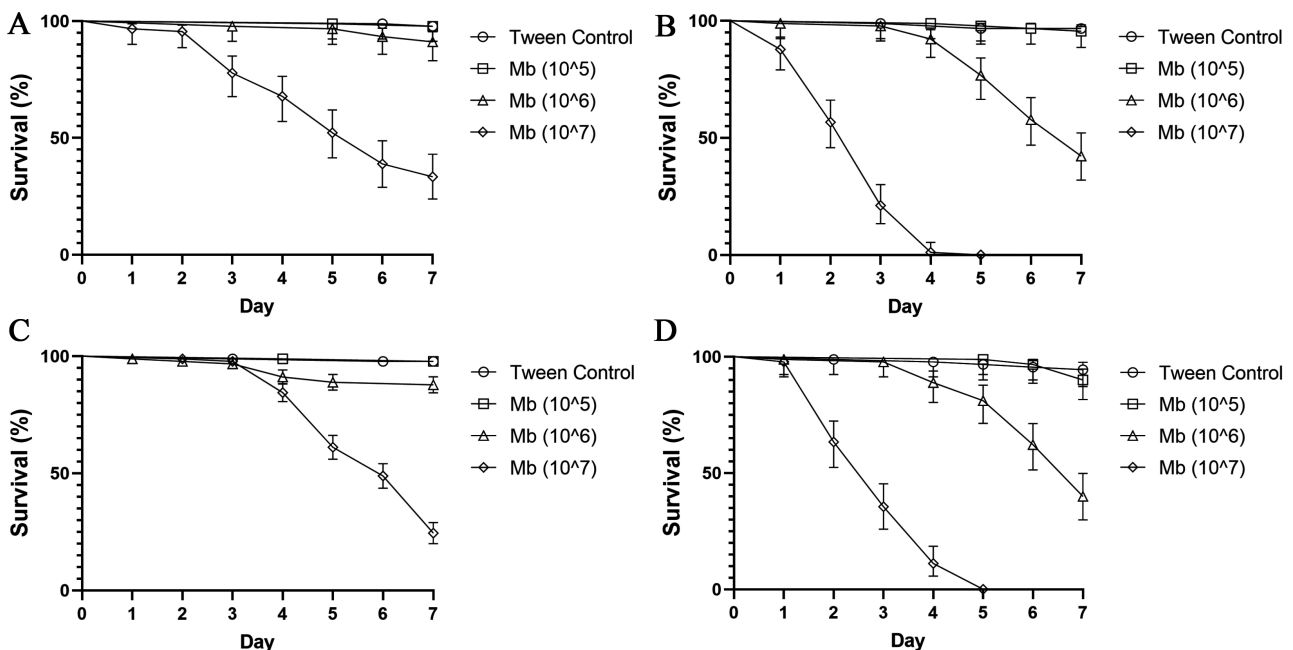 A
Survival (%)
100
50
0
0 1 2 3 4 5 6 7
Day
Tween Control
Mb (10^5)
Mb (10^6)
Mb (10^7)
B
Survival (%)
100
50
0
0 1 2 3 4 5 6 7
Day
Tween Control
Mb (10^5)
Mb (10^6)
Mb (10^7)
C
Survival (%)
100
50
0
0 1 2 3 4 5 6 7
Day
Tween Control
Mb (10^5)
Mb (10^6)
Mb (10^7)
D
Survival (%)
100
50
0
0 1 2 3 4 5 6 7
Day
Tween Control
Mb (10^5)
Mb (10^6)
Mb (10^7)